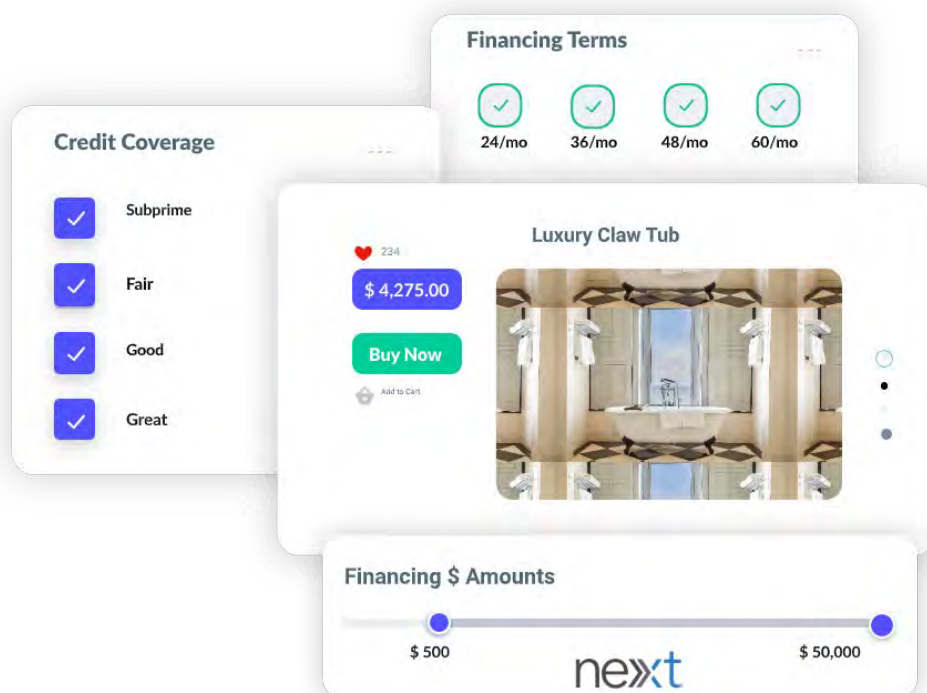 Financing Terms
24/mo 36/mo 48/mo 60/mo
Credit Coverage
Subprime
Fair
Good
Great
Luxury Claw Tub
234
$ 4,275.00
Buy Now
Add to Cart
Financing $ Amounts
$ 500 $ 50,000
next